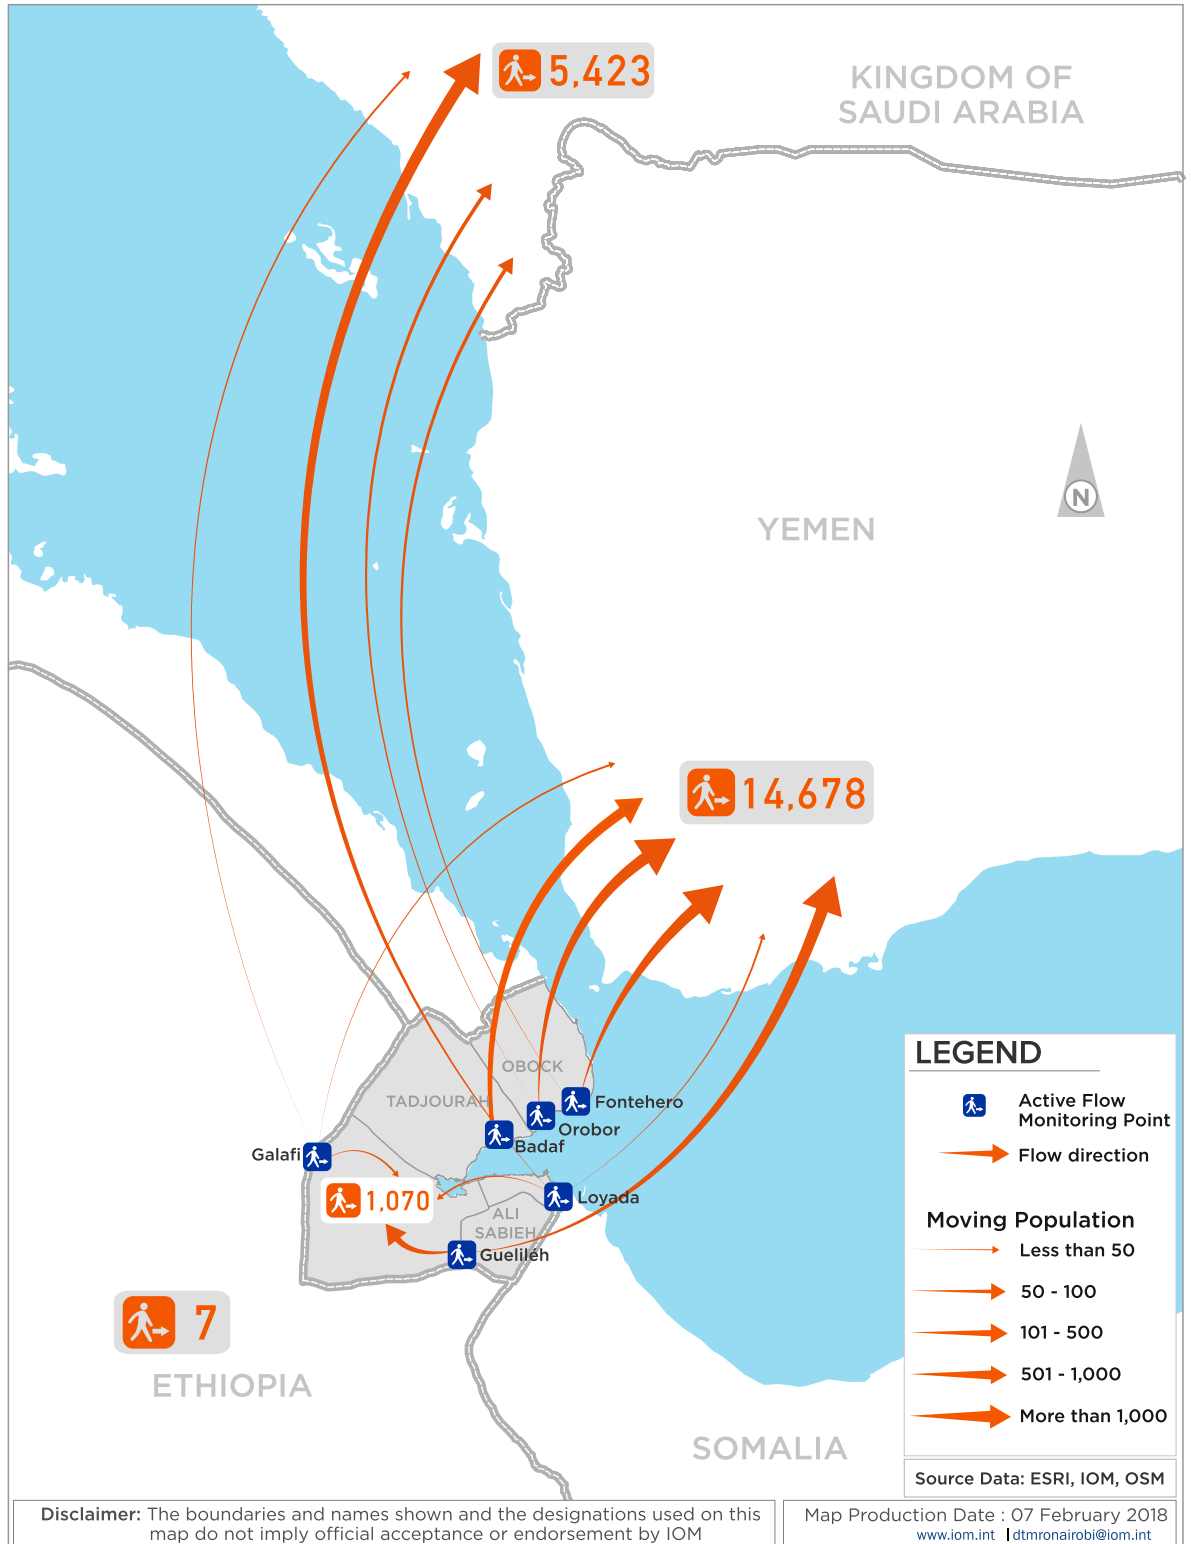 5,423
KINGDOM OF
SAUDI ARABIA
YEMEN
N
14,678
OBOCK
TADJOURAH
Fontehero
Orobor
Badaf
Galafi
1,070
Loyada
ALI
SABIEH
Gueliléh
7
ETHIOPIA
SOMALIA
LEGEND
Active Flow
Monitoring Point
Flow direction
Moving Population
Less than 50
50 - 100
101 - 500
501 - 1,000
More than 1,000
Source Data: ESRI, IOM, OSM
Disclaimer: The boundaries and names shown and the designations used on this
map do not imply official acceptance or endorsement by IOM
Map Production Date : 07 February 2018
www.iom.int | dtmronairobi@iom.int